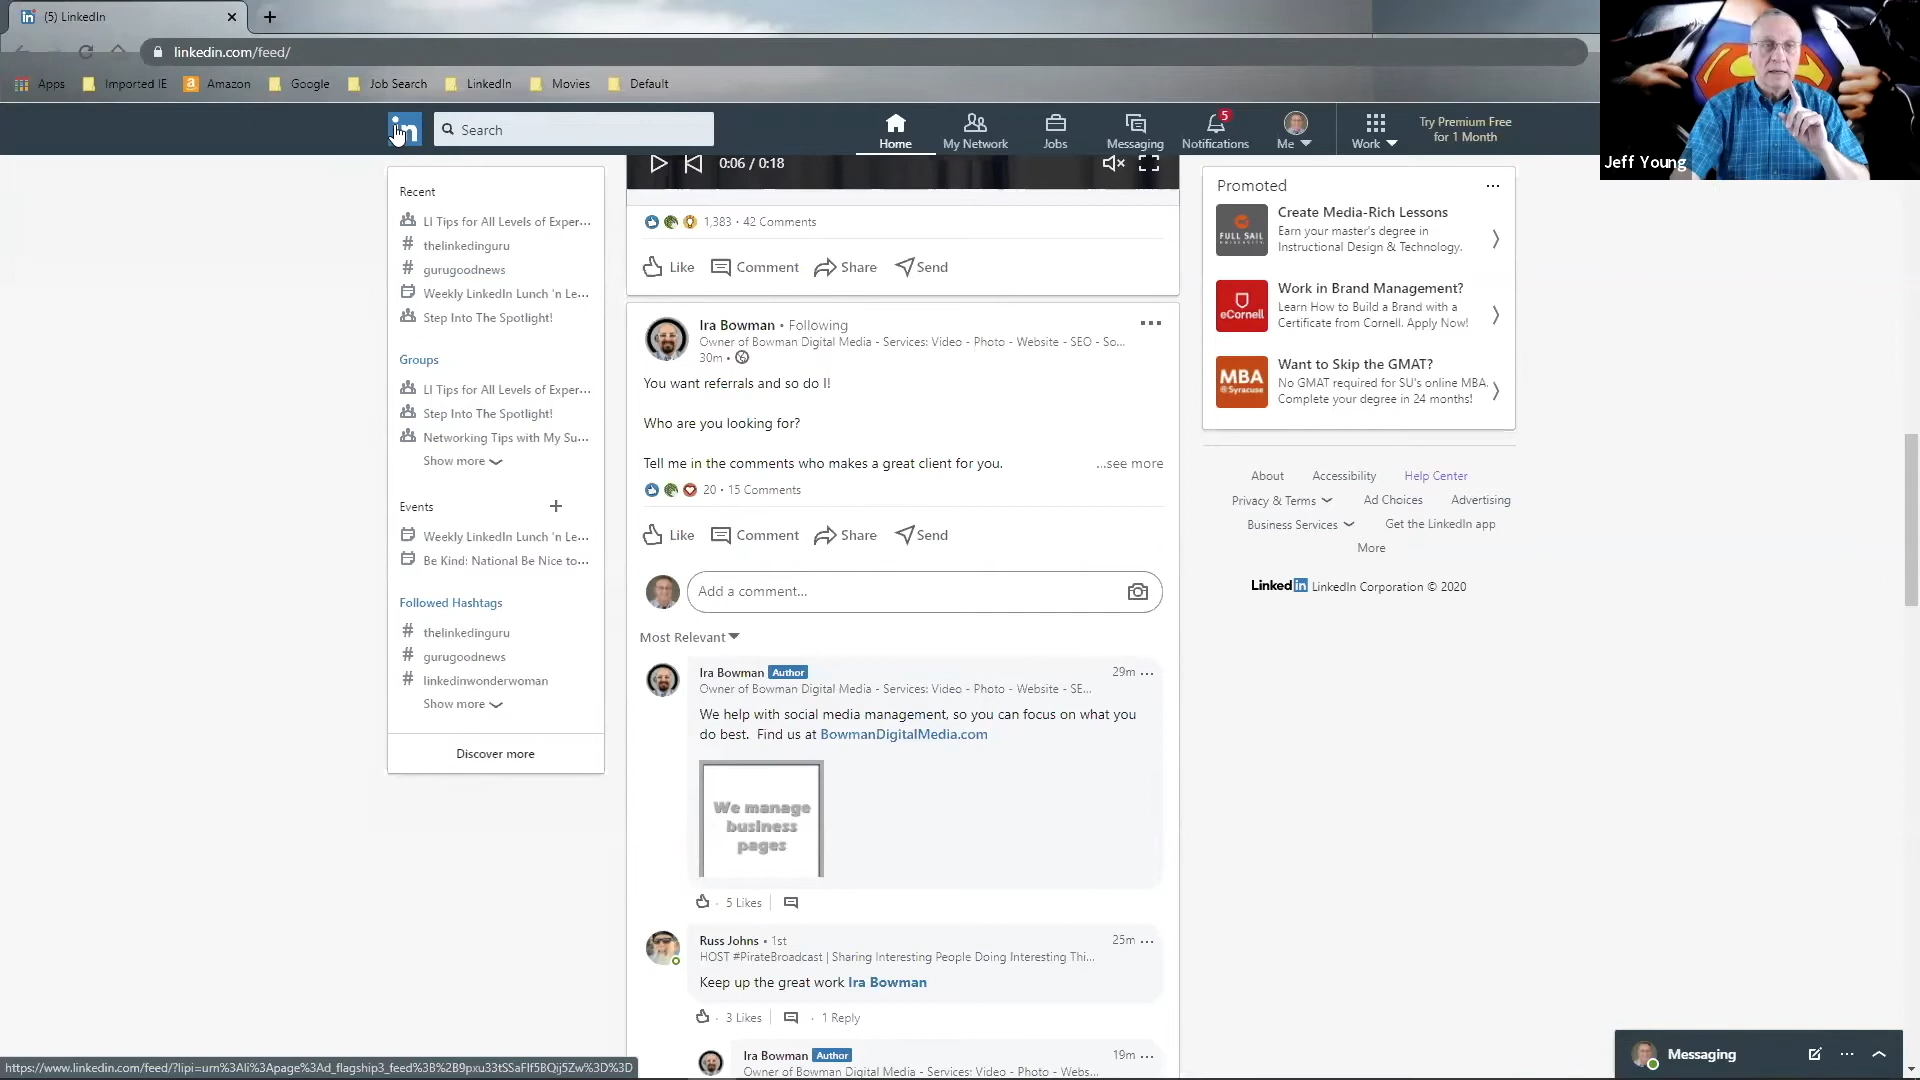 (5) LinkedIn
linkedin.com/feed/
Apps
Imported IE
Amazon
Google
Job Search
LinkedIn
Movies
Default
in
Search
Home
My Network
Jobs
Messaging
5
Notifications
Me
Work
Try Premium Free
for 1 Month
Jeff Young
Recent
LI Tips for All Levels of Exper...
# thelinkedinguru
# gurugoodnews
Weekly LinkedIn Lunch 'n Le...
Step Into The Spotlight!
Groups
LI Tips for All Levels of Exper...
Step Into The Spotlight!
Networking Tips with My Su...
Show more
Events
Weekly LinkedIn Lunch 'n Le...
Be Kind: National Be Nice to...
Followed Hashtags
# thelinkedinguru
# gurugoodnews
# linkedinwonderwoman
Show more
Discover more
0:06 / 0:18
1,383 · 42 Comments
Like Comment Share Send
Ira Bowman • Following
Owner of Bowman Digital Media - Services: Video - Photo - Website - SEO - So...
30m •
You want referrals and so do I!
Who are you looking for?
Tell me in the comments who makes a great client for you.
...see more
20 · 15 Comments
Like Comment Share Send
Add a comment...
Most Relevant
Ira Bowman Author 29m ...
Owner of Bowman Digital Media - Services: Video - Photo - Website - SE...
We help with social media management, so you can focus on what you
do best. Find us at BowmanDigitalMedia.com
We manage
business
pages
· 5 Likes
Russ Johns • 1st 25m ...
HOST #PirateBroadcast | Sharing Interesting People Doing Interesting Thi...
Keep up the great work Ira Bowman
· 3 Likes · 1 Reply
Ira Bowman Author 19m ...
Owner of Bowman Digital Media - Services: Video - Photo - Webs...
Promoted ...
FULL SAIL
UNIVERSITY
Create Media-Rich Lessons
Earn your master's degree in
Instructional Design & Technology.
eCornell
Work in Brand Management?
Learn How to Build a Brand with a
Certificate from Cornell. Apply Now!
MBA
@Syracuse
Want to Skip the GMAT?
No GMAT required for SU's online MBA.
Complete your degree in 24 months!
About Accessibility Help Center
Privacy & Terms Ad Choices Advertising
Business Services Get the LinkedIn app
More
Linked in LinkedIn Corporation © 2020
Messaging